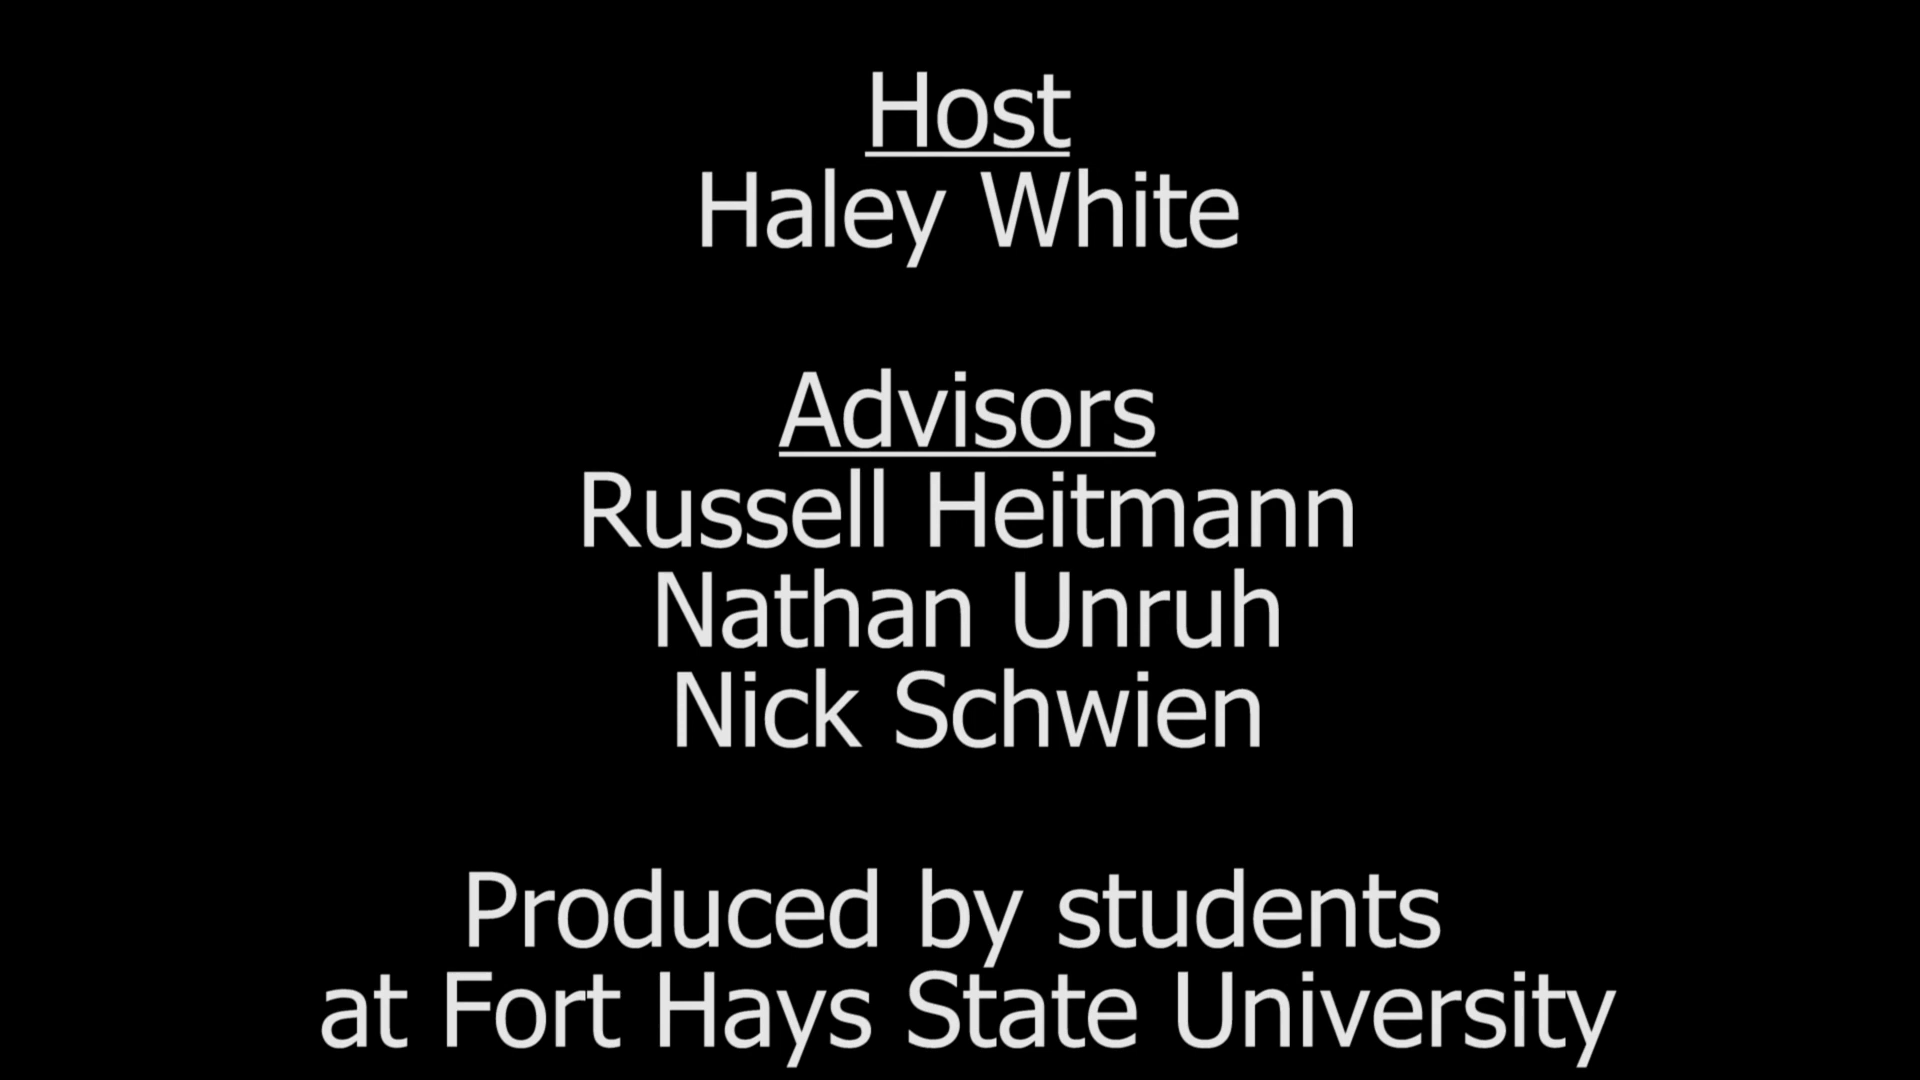 Host
Haley White
Advisors
Russell Heitmann
Nathan Unruh
Nick Schwien
Produced by students
at Fort Hays State University